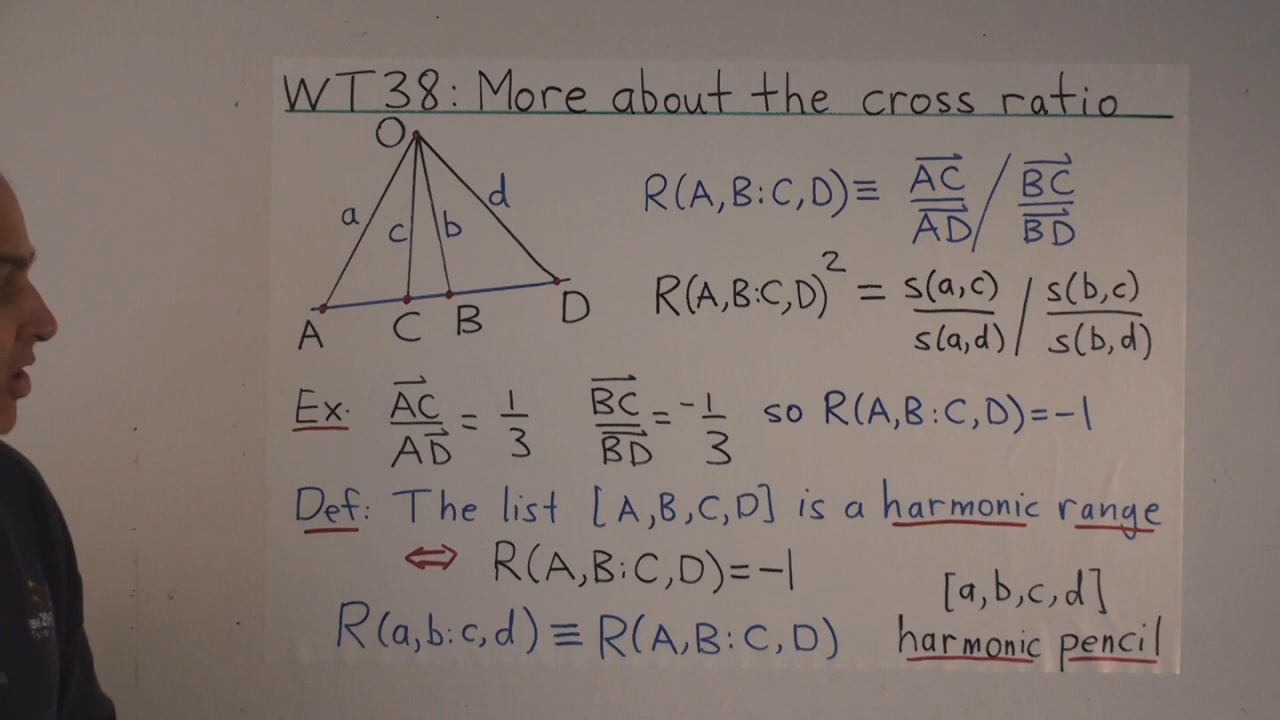 WT38: More about the cross ratio
O
a c b d
A C B D
R(A,B:C,D) ≡ AC/AD / BC/BD
R(A,B:C,D)² = s(a,c)/s(a,d) / s(b,c)/s(b,d)
Ex. AC/AD = 1/3 BC/BD = -1/3 so R(A,B:C,D)=-1
Def: The list [A,B,C,D] is a harmonic range
⇔ R(A,B:C,D)=-1
[a,b,c,d]
R(a,b:c,d) ≡ R(A,B:C,D) harmonic pencil